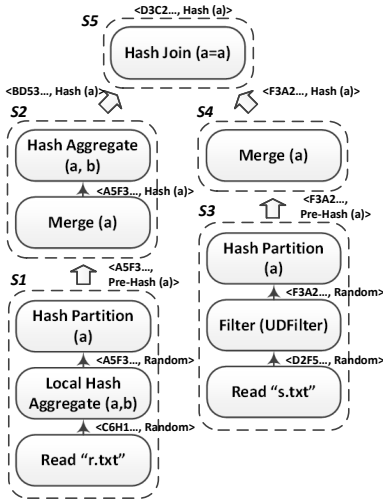 <D3C2..., Hash (a)>
S5
Hash Join (a=a)
<BD53..., Hash (a)>
<F3A2..., Hash (a)>
S2
Hash Aggregate
(a, b)
<A5F3..., Hash (a)>
Merge (a)
S4
Merge (a)
<A5F3...,
Pre-Hash (a)>
<F3A2...,
Pre-Hash (a)>
S1
Hash Partition
(a)
<A5F3..., Random>
Local Hash
Aggregate (a,b)
<C6H1..., Random>
Read “r.txt”
S3
Hash Partition
(a)
<F3A2..., Random>
Filter (UDFilter)
<D2F5..., Random>
Read “s.txt”